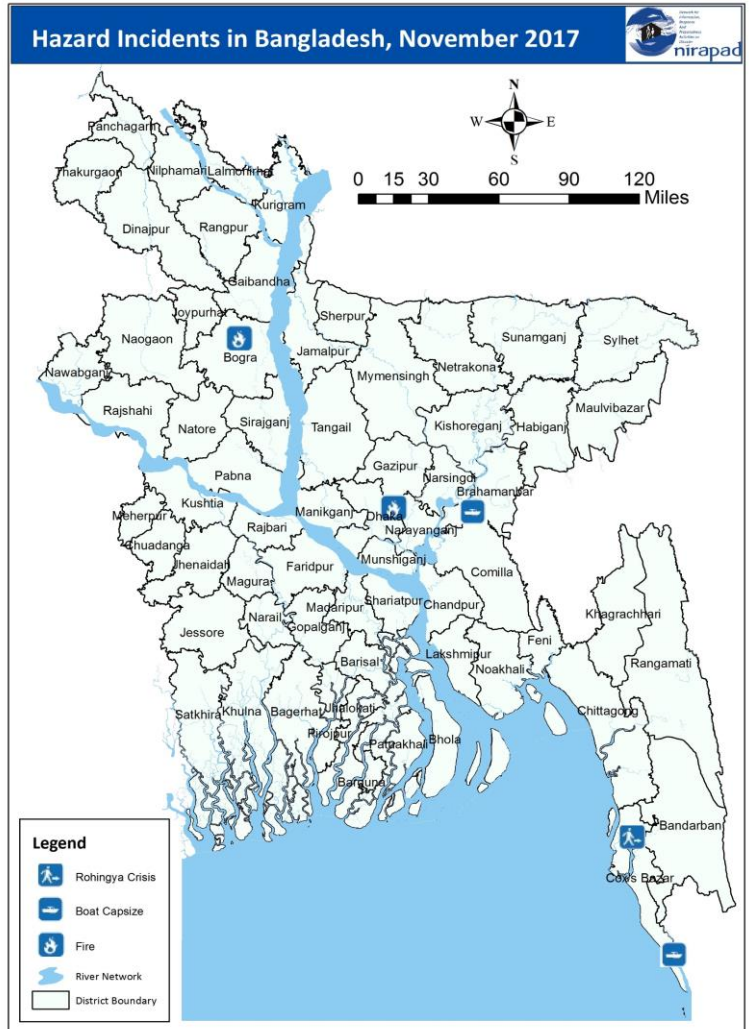 Hazard Incidents in Bangladesh, November 2017
nirapad
N
W E
S
0 15 30 60 90 120
Miles
Panchagarh
Thakurgaon
Nilphamari
Lalmonirhat
Kurigram
Dinajpur
Rangpur
Gaibandha
Joypurhat
Sherpur
Naogaon
Bogra
Jamalpur
Sunamganj
Sylhet
Netrakona
Mymensingh
Nawabganj
Rajshahi
Natore
Sirajganj
Tangail
Kishoreganj
Habiganj
Maulvibazar
Gazipur
Narsingdi
Pabna
Brahamanbar
Kushtia
Manikganj
Dhaka
Narayanganj
Meherpur
Rajbari
Chuadanga
Jhenaidah
Faridpur
Munshiganj
Comilla
Magura
Shariatpur
Chandpur
Madaripur
Khagrachhari
Narail
Gopalganj
Jessore
Feni
Lakshmipur
Noakhali
Rangamati
Barisal
Satkhira
Khulna
Bagerhat
Jhalokati
Chittagong
Pirojpur
Patuakhali
Bhola
Barguna
Bandarban
Cox's Bazar
Legend
Rohingya Crisis
Boat Capsize
Fire
River Network
District Boundary